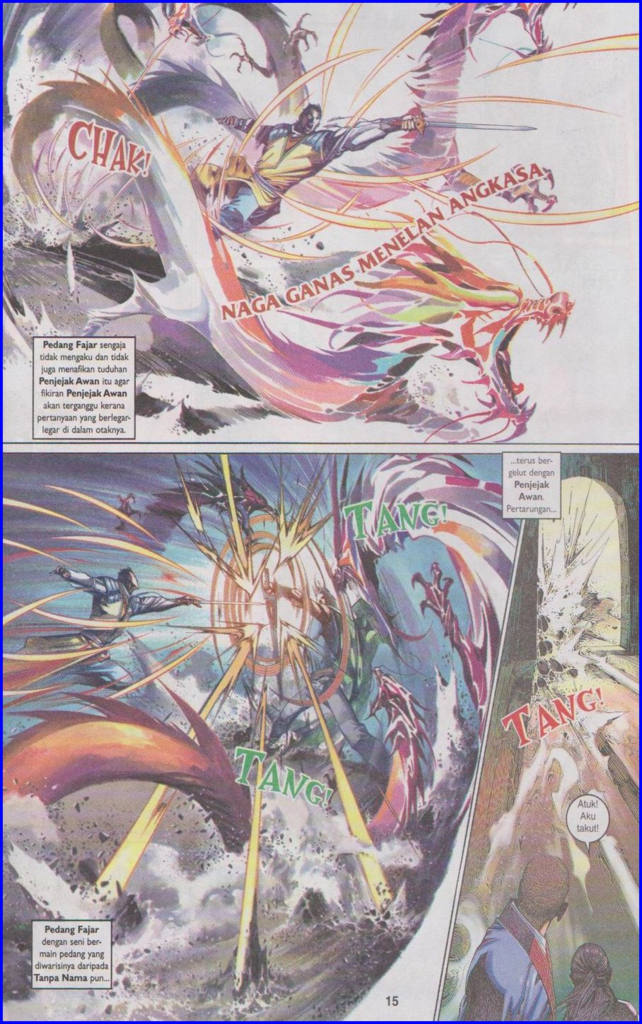 CHAK!
NAGA GANAS MENELAN ANGKASA.
Pedang Fajar sengaja
tidak mengaku dan tidak
juga menafikan tuduhan
Penjejak Awan itu agar
fikiran Penjejak Awan
akan terganggu kerana
pertanyaan yang berlegar-
legar di dalam otaknya.
TANG!
TANG!
Pedang Fajar
dengan seni ber-
main pedang yang
diwarisinya daripada
Tanpa Nama pun...
...terus ber-
gelut dengan
Penjejak
Awan.
Pertarungan...
TANG!
Atuk!
Aku
takut!
15